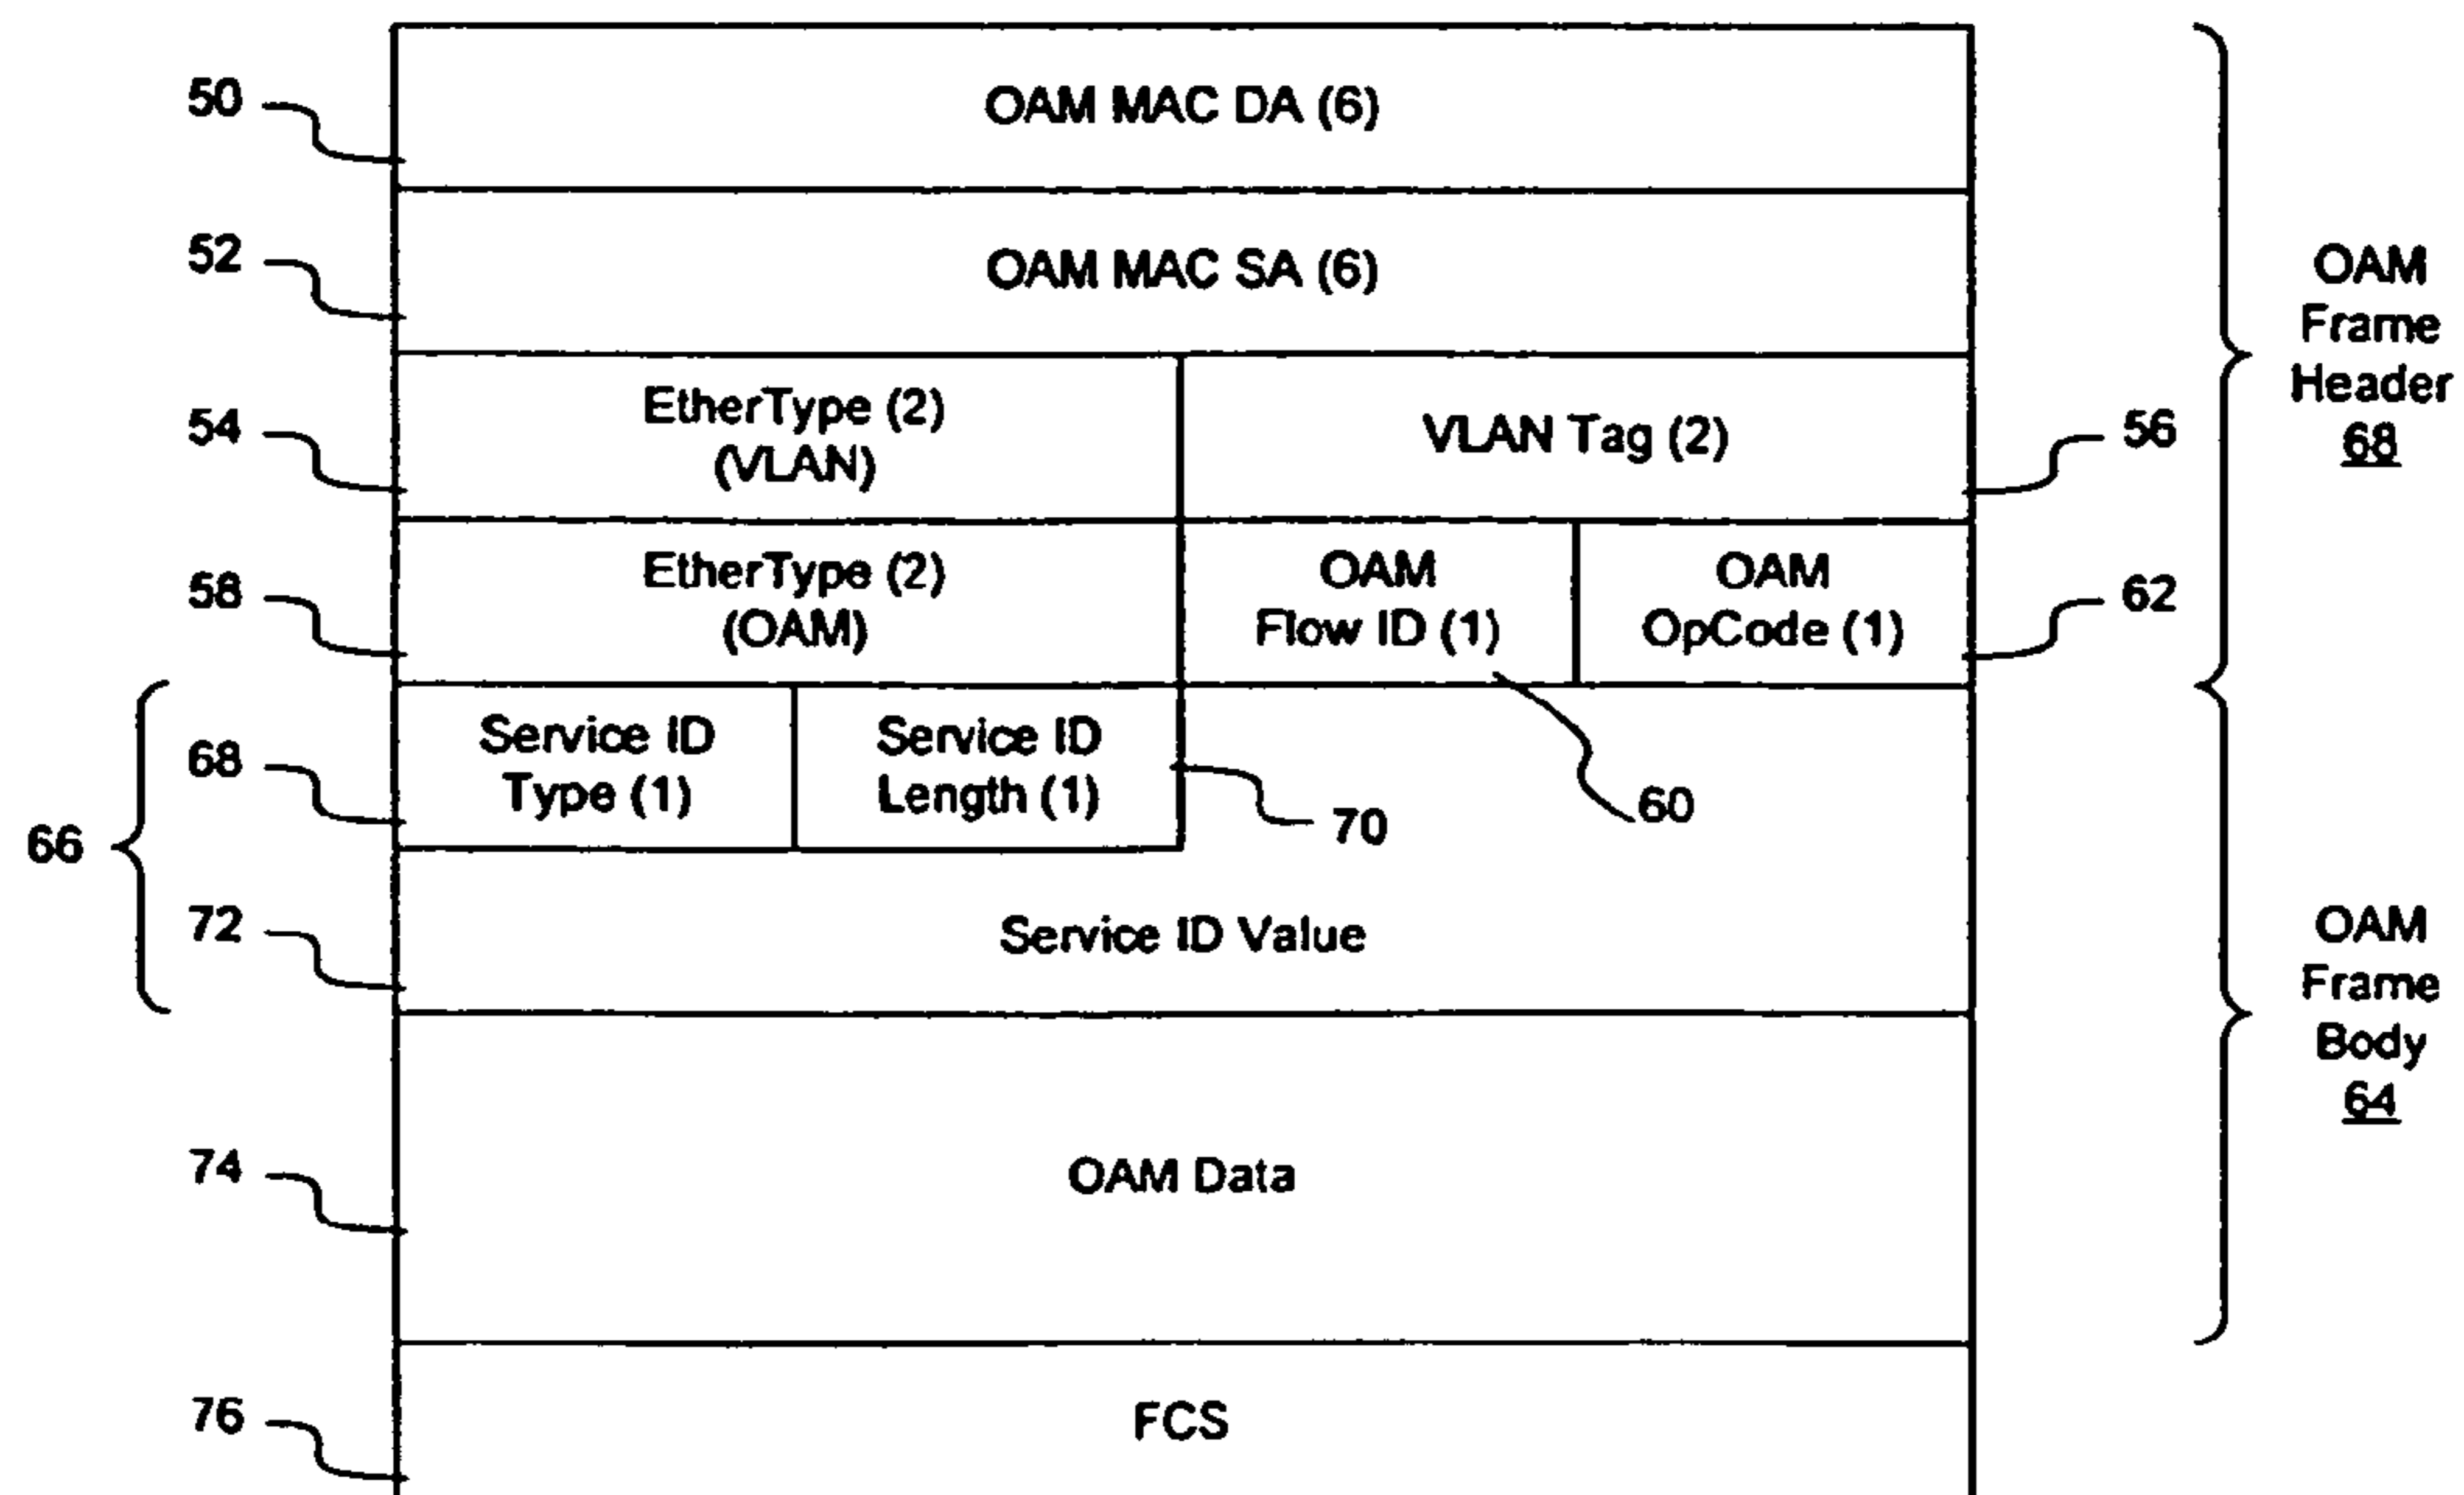 50
OAM MAC DA (6)
52
OAM MAC SA (6)
OAM
Frame
Header
68
54
EtherType (2)
(VLAN)
VLAN Tag (2)
56
58
EtherType (2)
(OAM)
OAM
Flow ID (1)
OAM
OpCode (1)
62
66
68
Service ID
Type (1)
Service ID
Length (1)
70
60
72
Service ID Value
OAM
Frame
Body
64
74
OAM Data
76
FCS